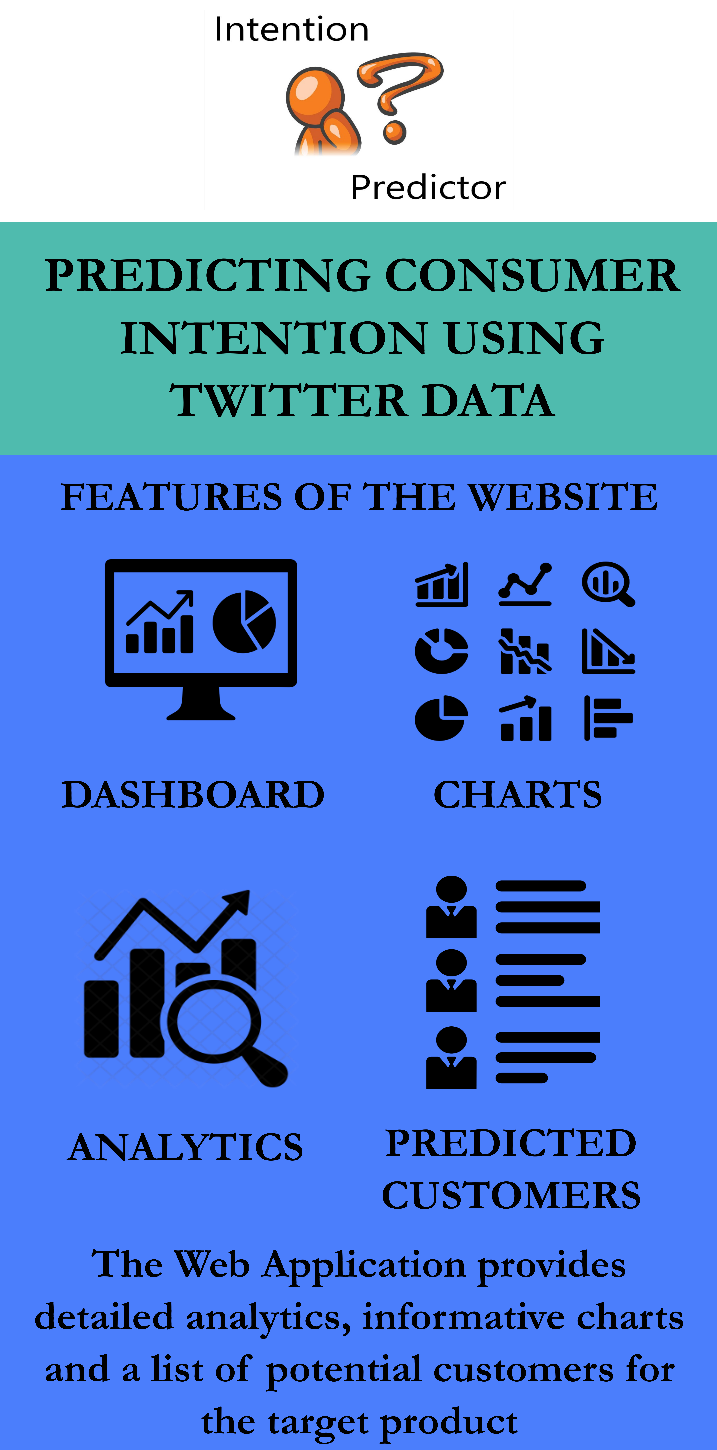 Intention
Predictor
PREDICTING CONSUMER
INTENTION USING
TWITTER DATA
FEATURES OF THE WEBSITE
DASHBOARD
CHARTS
ANALYTICS
PREDICTED
CUSTOMERS
The Web Application provides
detailed analytics, informative charts
and a list of potential customers for
the target product